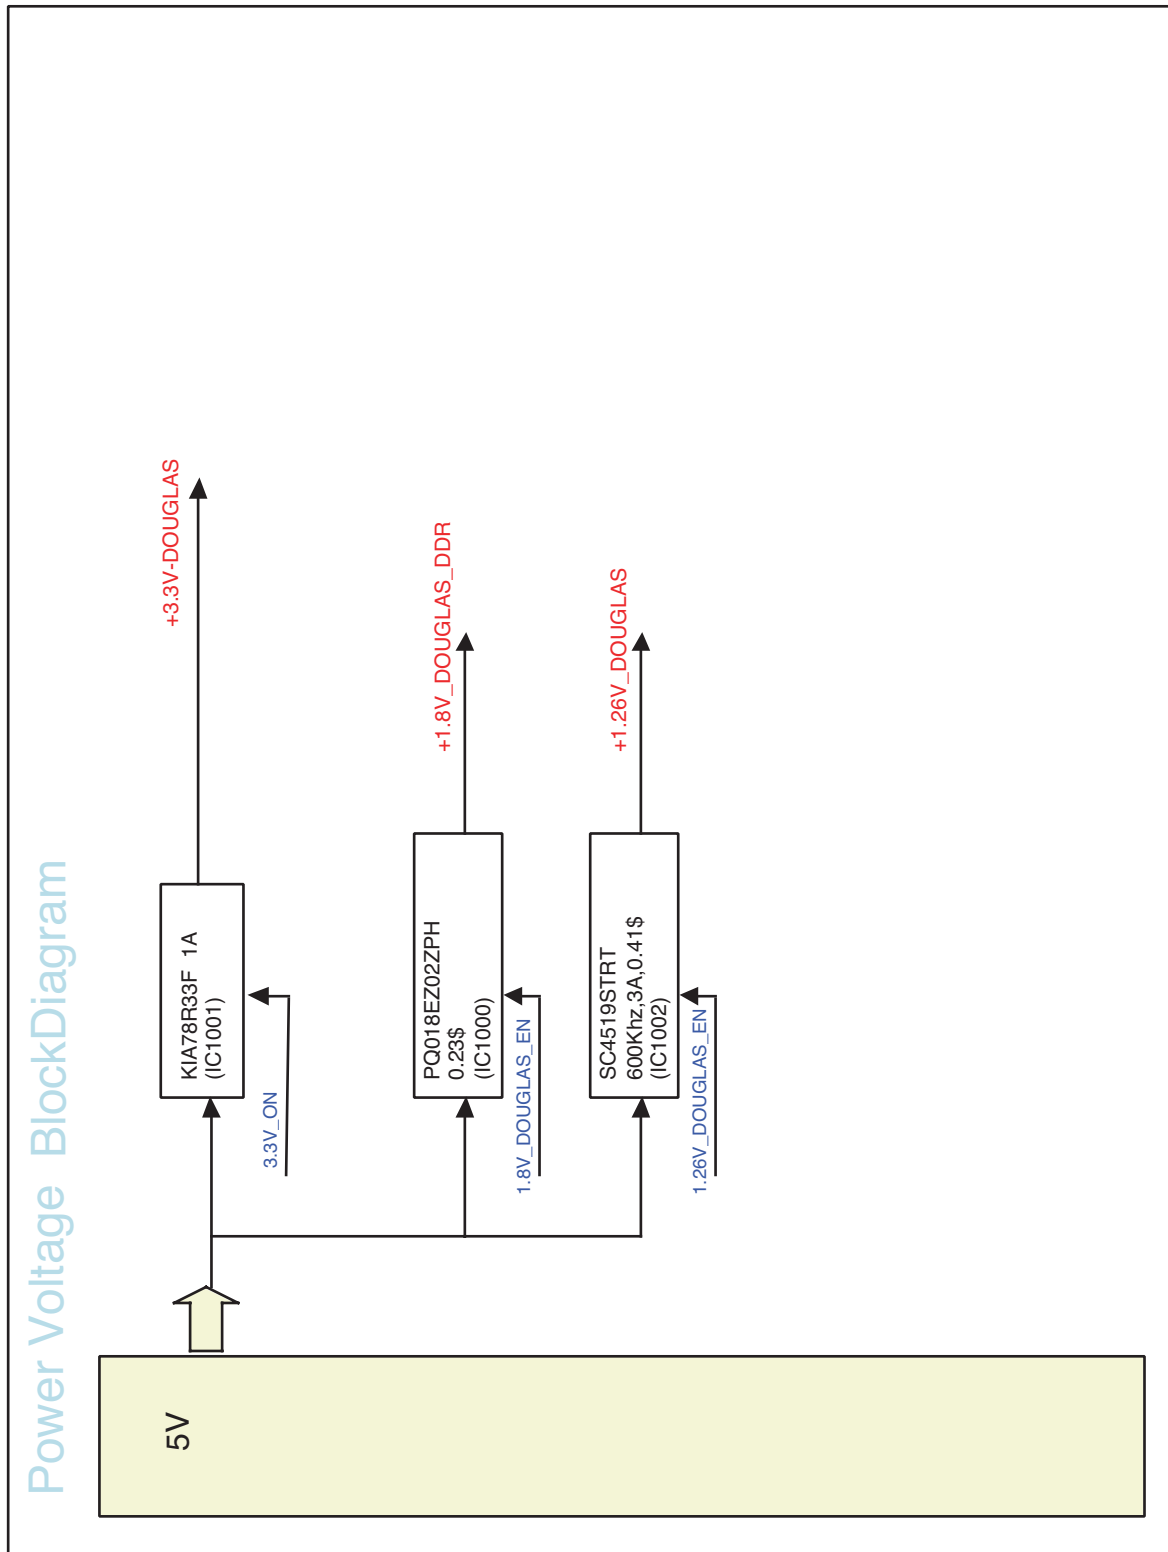 Power Voltage BlockDiagram
5V
KIA78R33F 1A
(IC1001)
3.3V_ON
+3.3V-DOUGLAS
PQ018EZ02ZPH
0.23$
(IC1000)
1.8V_DOUGLAS_EN
+1.8V_DOUGLAS_DDR
SC4519STRT
600Khz,3A,0.41$
(IC1002)
1.26V_DOUGLAS_EN
+1.26V_DOUGLAS